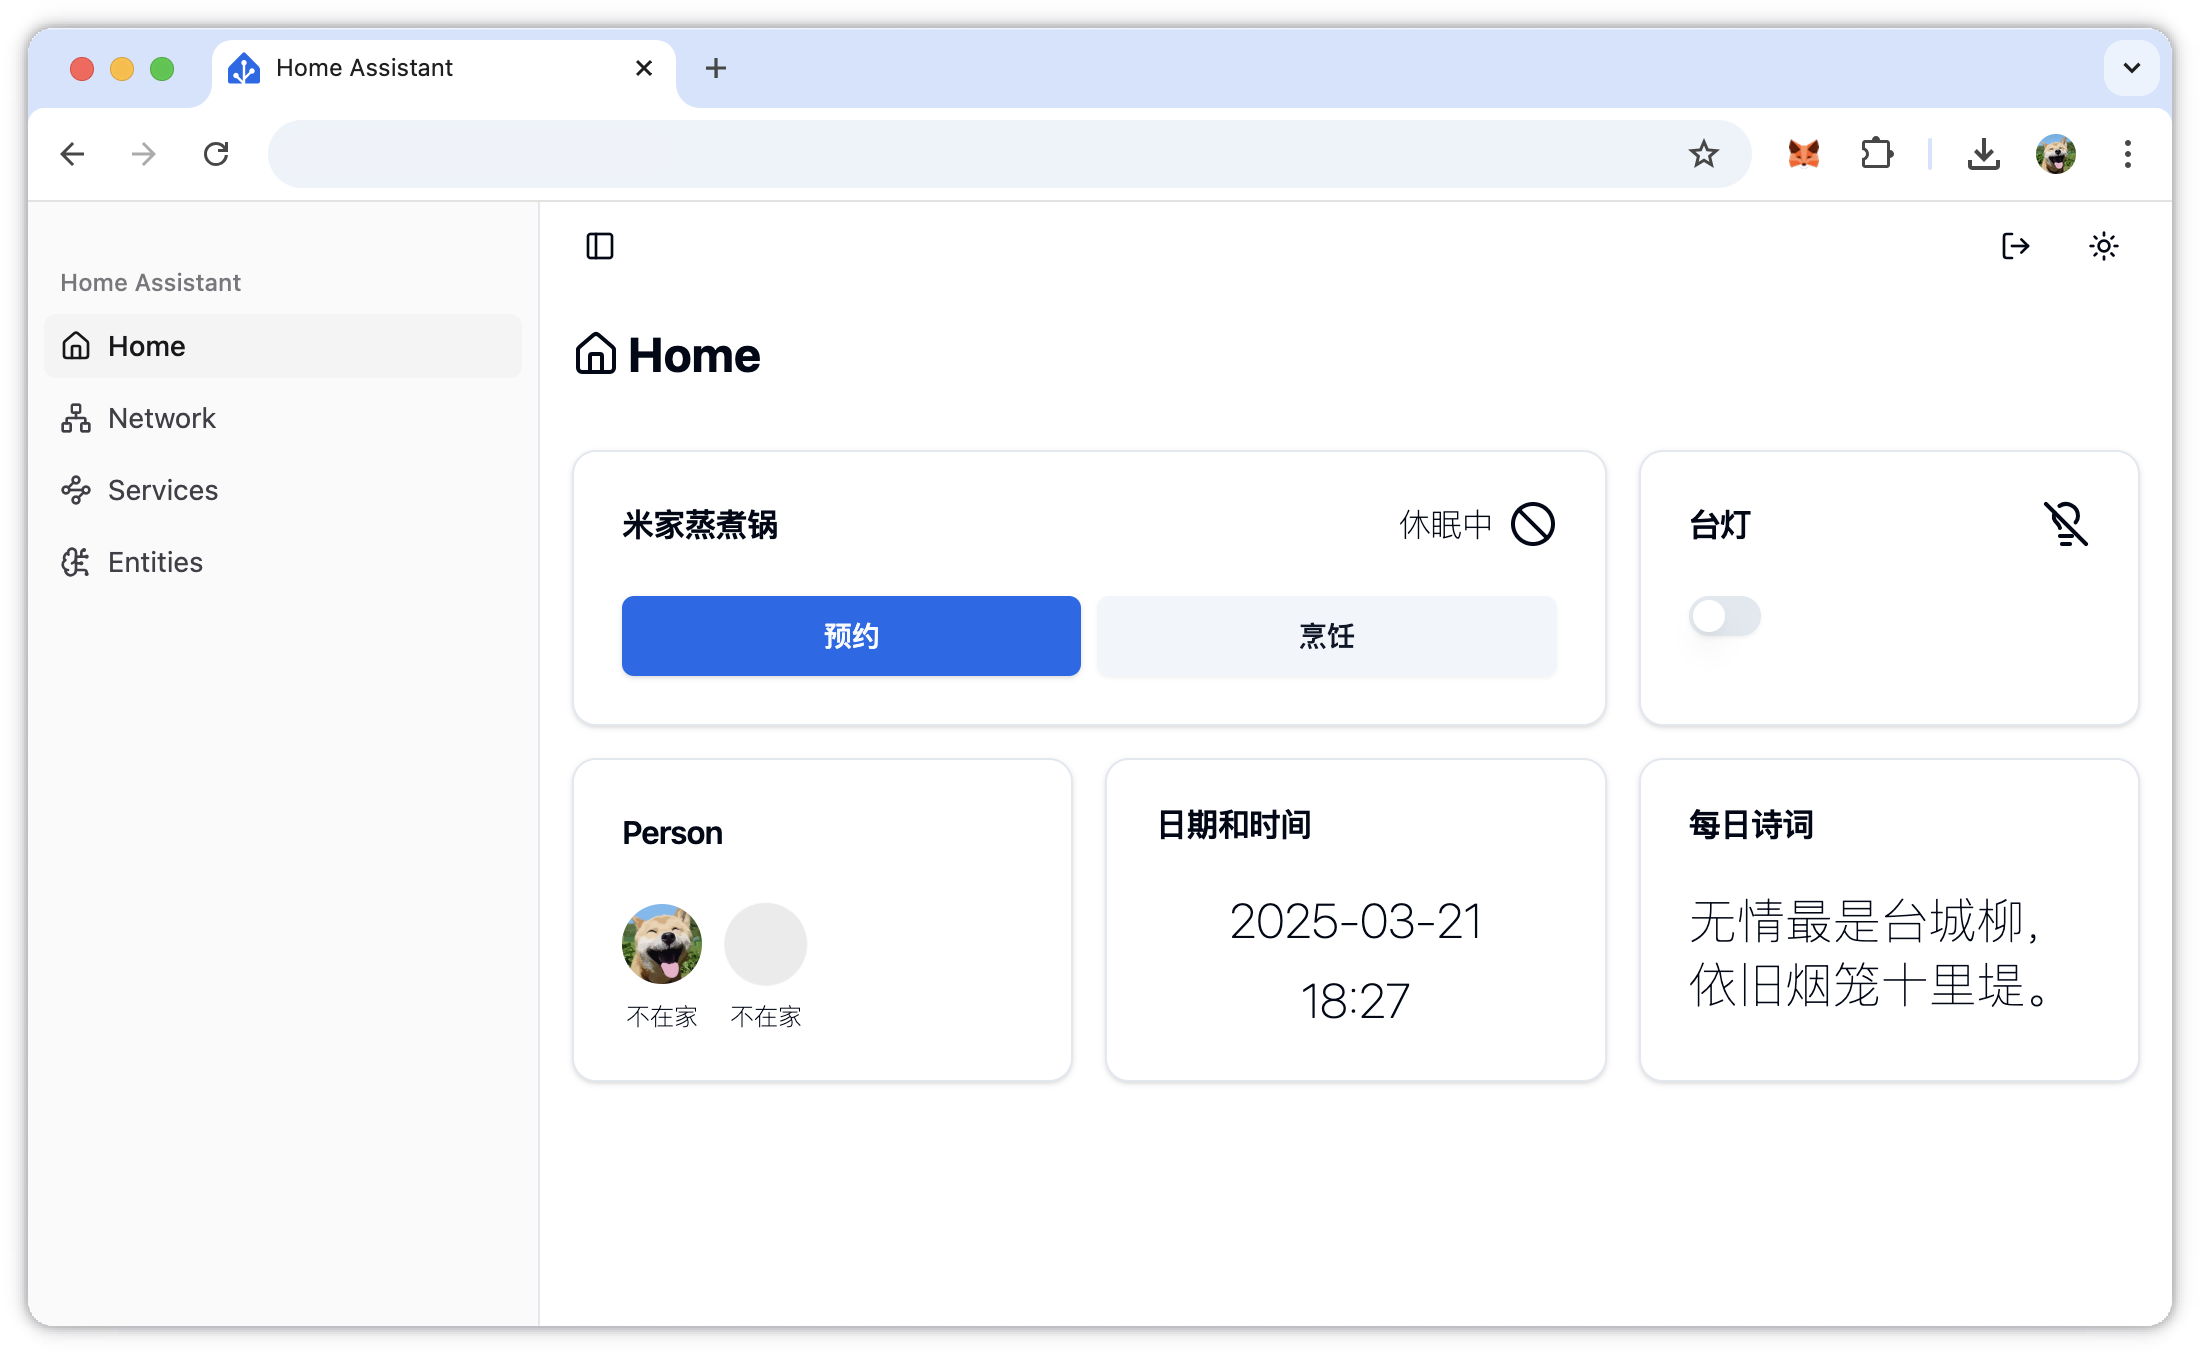 Home Assistant
Home Assistant
Home
Network
Services
Entities
Home
米家蒸煮锅
休眠中
预约
烹饪
台灯
Person
不在家
不在家
日期和时间
2025-03-21
18:27
每日诗词
无情最是台城柳，
依旧烟笼十里堤。